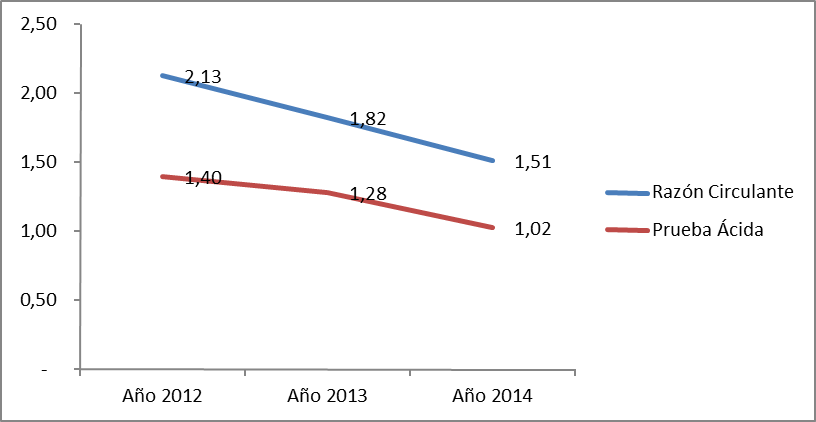 2,50
2,00
1,50
1,00
0,50
-
2,13
1,82
1,51
1,40
1,28
1,02
Año 2012
Año 2013
Año 2014
Razón Circulante
Prueba Ácida